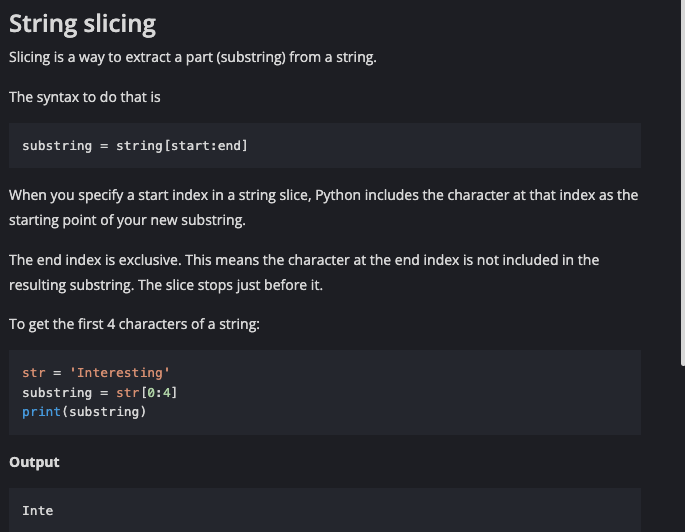 String slicing
Slicing is a way to extract a part (substring) from a string.
The syntax to do that is
substring = string[start:end]
When you specify a start index in a string slice, Python includes the character at that index as the
starting point of your new substring.
The end index is exclusive. This means the character at the end index is not included in the
resulting substring. The slice stops just before it.
To get the first 4 characters of a string:
str = 'Interesting'
substring = str[0:4]
print(substring)
Output
Inte